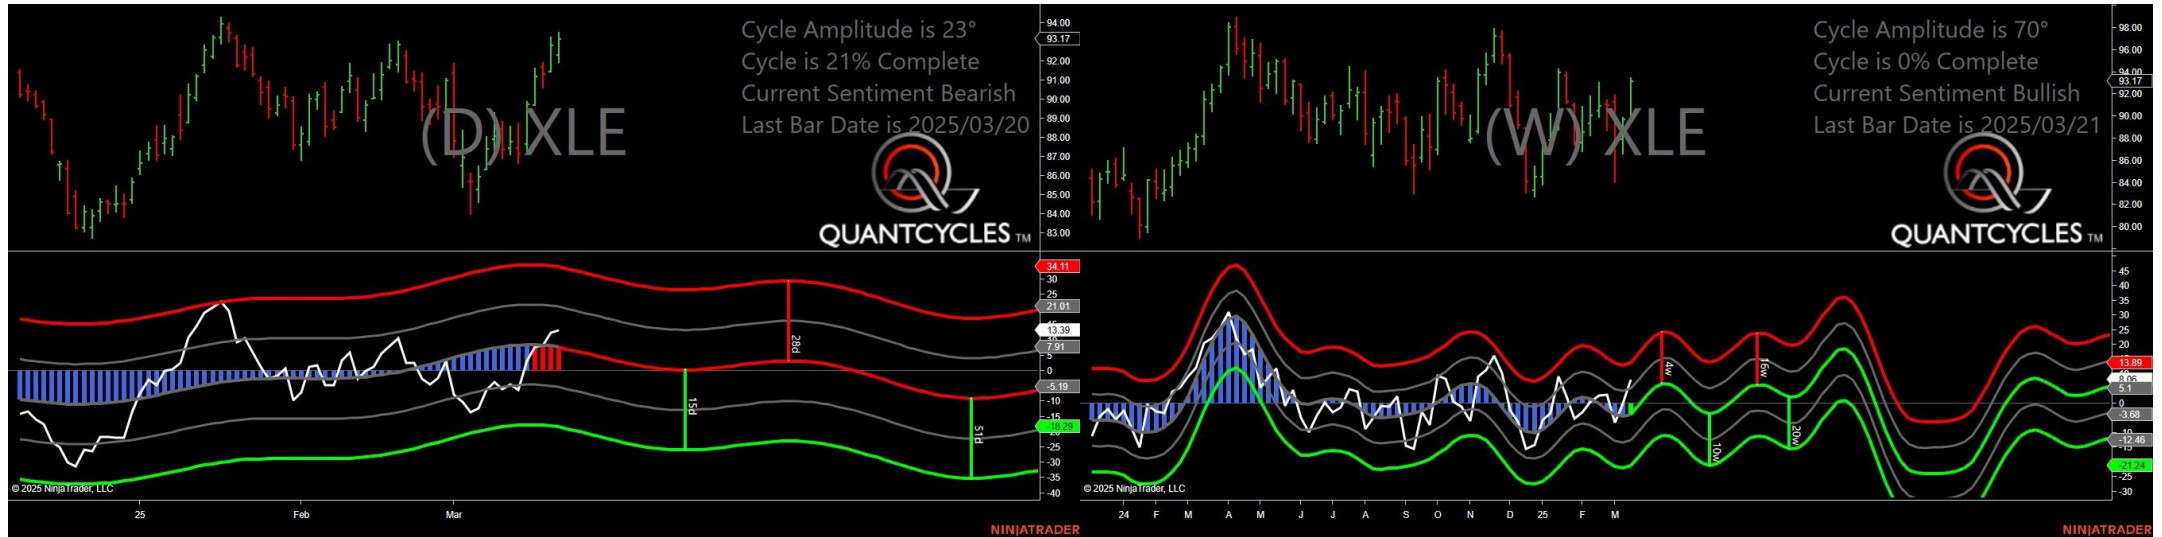 Cycle Amplitude is 23°
Cycle is 21% Complete
Current Sentiment Bearish
Last Bar Date is 2025/03/20
(D) XLE
QUANTCYCLES TM
94.00
93.17
92.00
91.00
90.00
89.00
88.00
87.00
86.00
85.00
84.00
83.00
34.11
30
25
21.01
13.39
7.91
5
0
-5.19
-10
-15
-18.29
-25
-30
-35
-40
28d
15d
51d
© 2025 NinjaTrader, LLC
25 Feb Mar
NINJATRADER
Cycle Amplitude is 70°
Cycle is 0% Complete
Current Sentiment Bullish
Last Bar Date is 2025/03/21
(W) XLE
QUANTCYCLES TM
98.00
96.00
94.00
93.17
92.00
90.00
88.00
86.00
84.00
82.00
80.00
45
40
35
30
25
20
13.89
8.06
5.1
0
-3.68
-12.46
-21.24
-25
-30
4w
16w
10w
20w
© 2025 NinjaTrader, LLC
24 F M A M J J A S O N D 25 F M
NINJATRADER